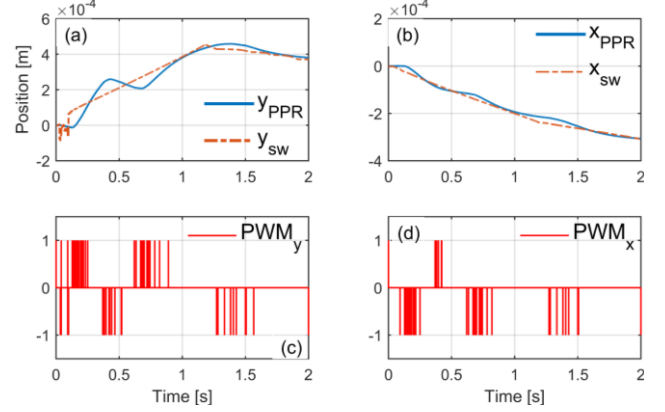 ×10⁻⁴
×10⁻⁴
6
4
2
0
-2
Position [m]
(a)
y_PPR
y_sw
0
0.5
1
1.5
2
2
0
-2
-4
(b)
x_PPR
x_sw
0
0.5
1
1.5
2
1
0
-1
PWM_y
(c)
0
0.5
1
1.5
2
Time [s]
1
0
-1
(d)
PWM_x
0
0.5
1
1.5
2
Time [s]